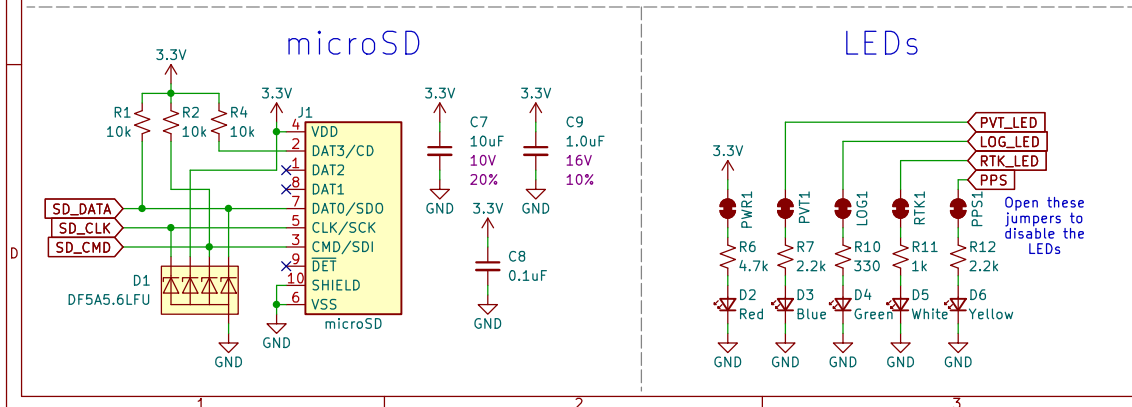 microSD
3.3V
R1
10k
R2
10k
R4
10k
3.3V
J1
4 VDD
2 DAT3/CD
1 DAT2
8 DAT1
7 DAT0/SDO
5 CLK/SCK
3 CMD/SDI
9 DET
10 SHIELD
6 VSS
microSD
SD_DATA
SD_CLK
SD_CMD
D1
DF5A5.6LFU
GND
GND
3.3V
C7
10uF
10V
20%
GND
3.3V
C9
1.0uF
16V
10%
GND
3.3V
C8
0.1uF
GND
LEDs
PVT_LED
LOG_LED
RTK_LED
PPS
3.3V
PWR1
PVT1
LOG1
RTK1
PPS1
Open these
jumpers to
disable the
LEDs
R6
4.7k
R7
2.2k
R10
330
R11
1k
R12
2.2k
D2
Red
D3
Blue
D4
Green
D5
White
D6
Yellow
GND
GND
GND
GND
GND
D
1
2
3